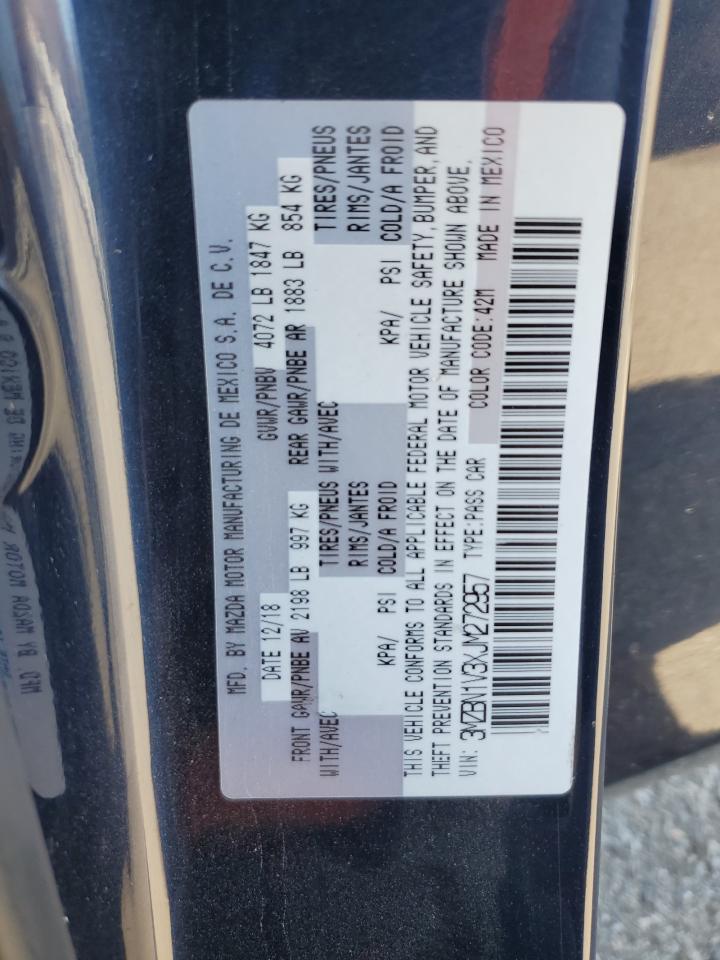 MFD. BY MAZDA MOTOR MANUFACTURING DE MEXICO S.A. DE C.V.
DATE 12/18 GVWR/PNBV 4072 LB 1847 KG
FRONT GAWR/PNBE AV 2198 LB 997 KG REAR GAWR/PNBE AR 1883 LB 854 KG
WITH/AVEC TIRES/PNEUS WITH/AVEC TIRES/PNEUS
RIMS/JANTES RIMS/JANTES
KPA/ PSI COLD/A FROID KPA/ PSI COLD/A FROID
THIS VEHICLE CONFORMS TO ALL APPLICABLE FEDERAL MOTOR VEHICLE SAFETY, BUMPER, AND
THEFT PREVENTION STANDARDS IN EFFECT ON THE DATE OF MANUFACTURE SHOWN ABOVE.
VIN: 3MZBN1V3XJM272957 TYPE:PASS CAR COLOR CODE:42M MADE IN MEXICO